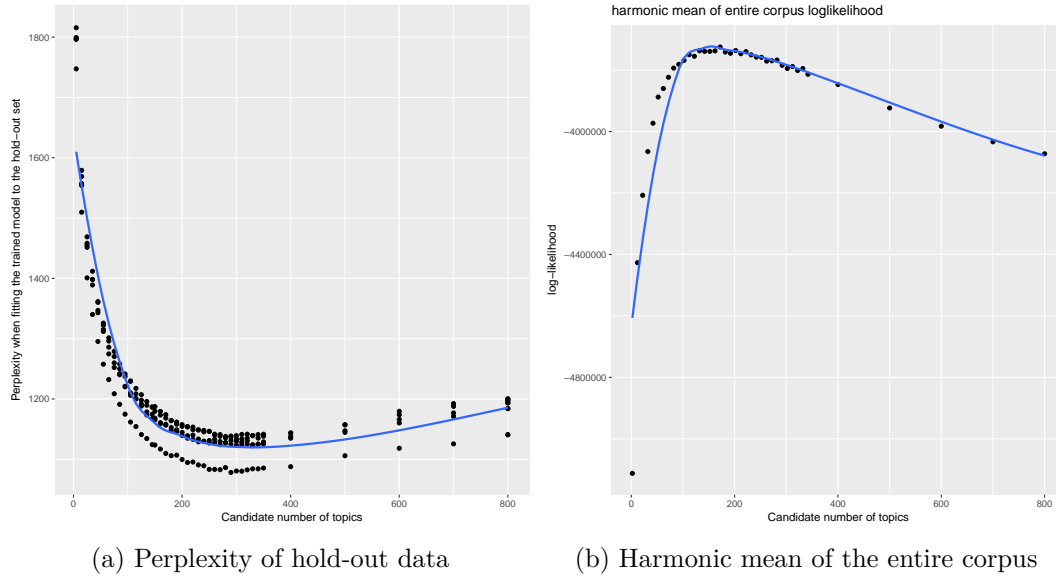 1800
1600
1400
1200
0
200
400
600
800
Candidate number of topics
Perplexity when fitting the trained model to the hold−out set
harmonic mean of entire corpus loglikelihood
−4000000
−4400000
−4800000
0
200
400
600
800
Candidate number of topics
log−likelihood
(a) Perplexity of hold-out data
(b) Harmonic mean of the entire corpus